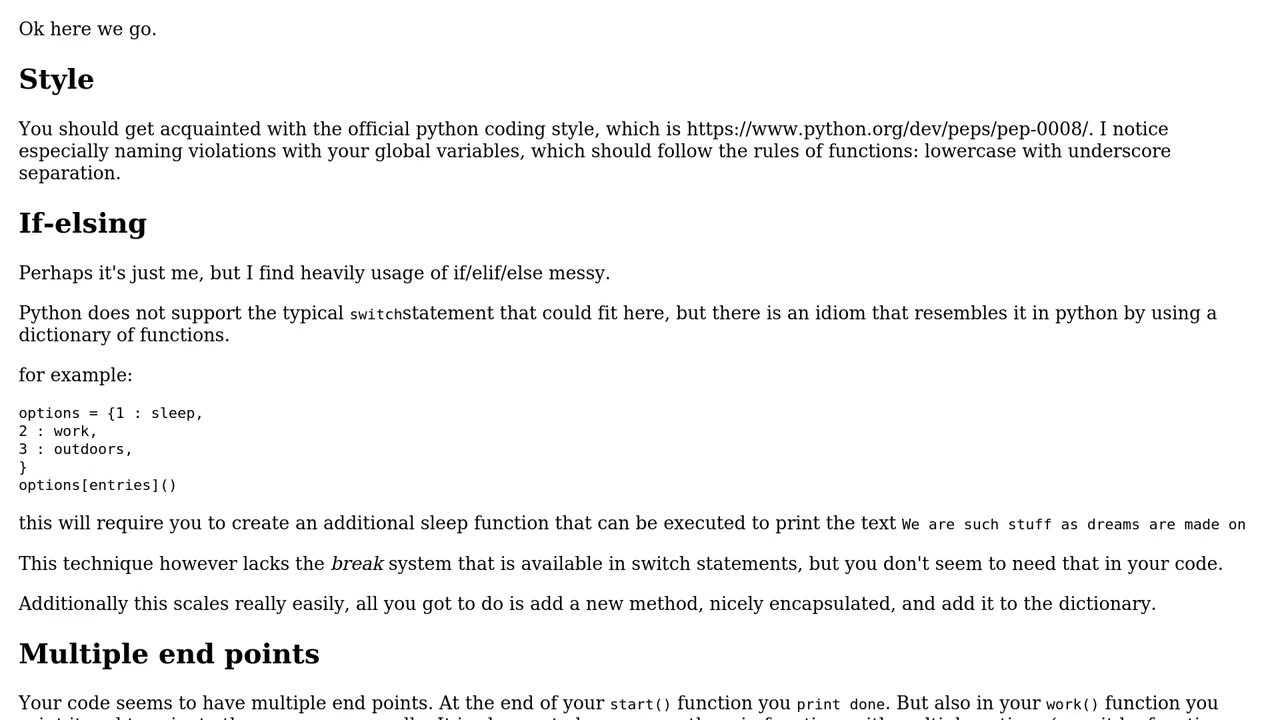 Ok here we go.
Style
You should get acquainted with the official python coding style, which is https://www.python.org/dev/peps/pep-0008/. I notice
especially naming violations with your global variables, which should follow the rules of functions: lowercase with underscore
separation.
If-elsing
Perhaps it's just me, but I find heavily usage of if/elif/else messy.
Python does not support the typical switchstatement that could fit here, but there is an idiom that resembles it in python by using a
dictionary of functions.
for example:
options = {1 : sleep,
2 : work,
3 : outdoors,
}
options[entries]()
this will require you to create an additional sleep function that can be executed to print the text We are such stuff as dreams are made on
This technique however lacks the break system that is available in switch statements, but you don't seem to need that in your code.
Additionally this scales really easily, all you got to do is add a new method, nicely encapsulated, and add it to the dictionary.
Multiple end points
Your code seems to have multiple end points. At the end of your start() function you print done. But also in your work() function you